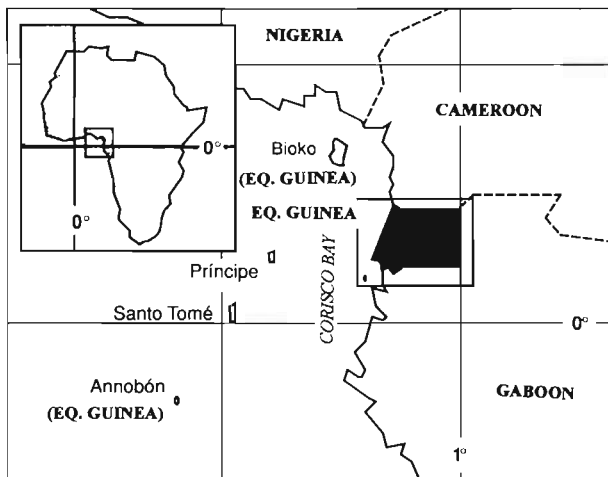 NIGERIA
CAMEROON
0°
0°
Bioko
(EQ. GUINEA)
EQ. GUINEA
Príncipe
CORISCO BAY
Santo Tomé
0°
Annobón
(EQ. GUINEA)
GABOON
1°